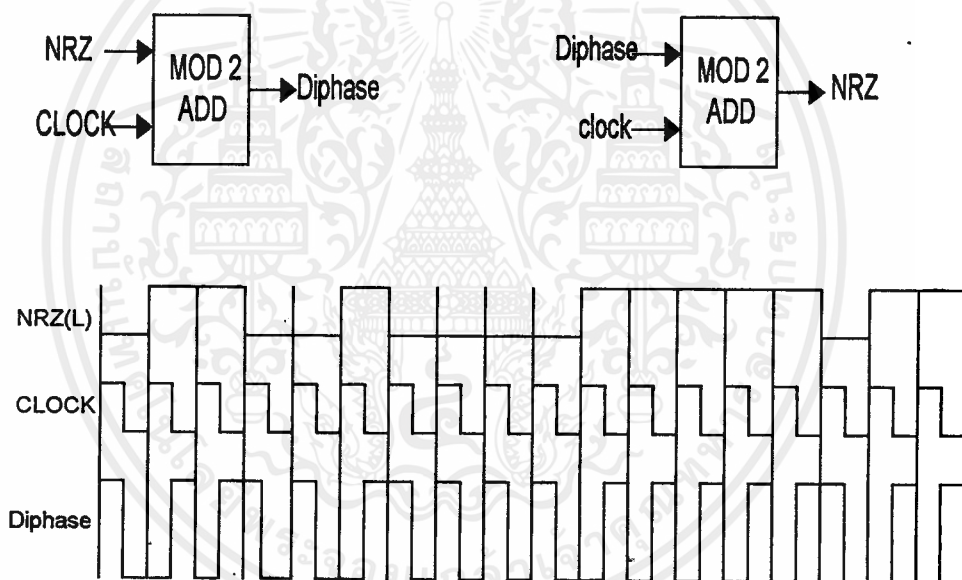 NRZ
MOD 2
ADD
Diphase
CLOCK
Diphase
MOD 2
ADD
NRZ
clock
NRZ(L)
CLOCK
Diphase